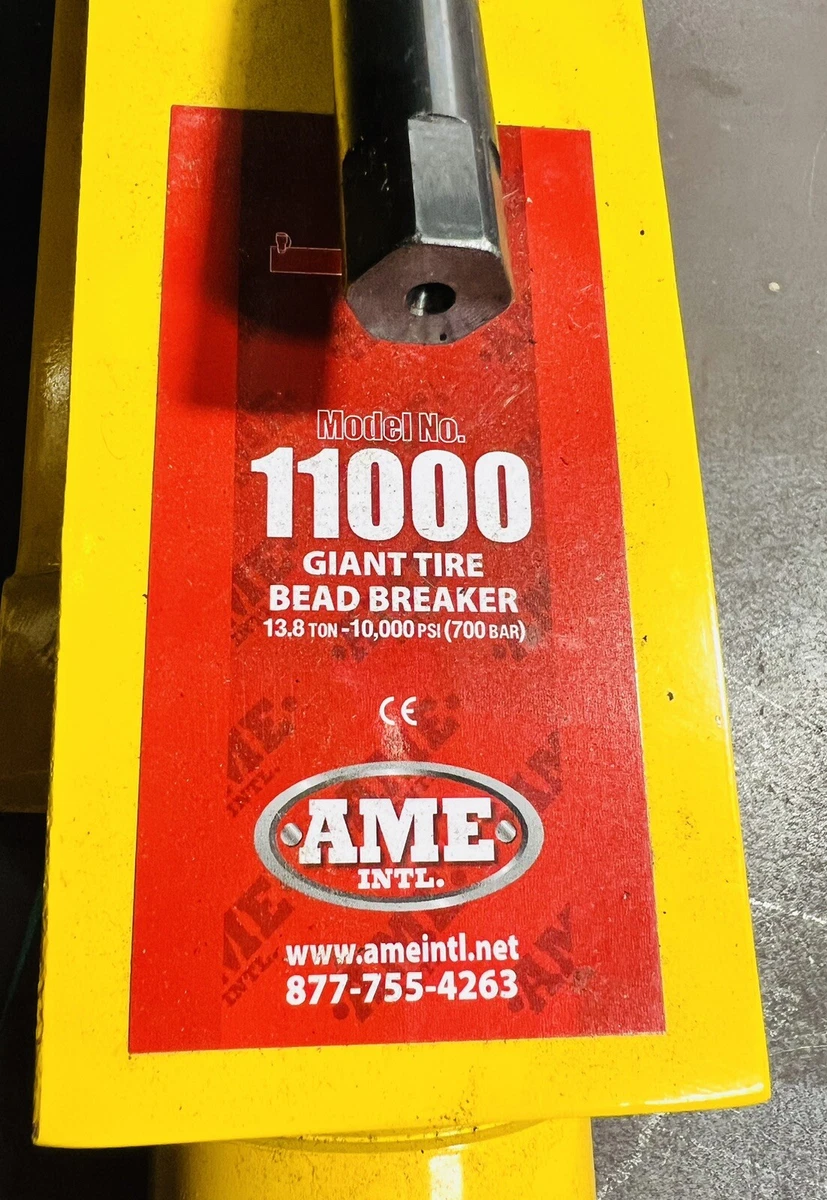 Model No.
11000
GIANT TIRE
BEAD BREAKER
13.8 TON - 10,000 PSI (700 BAR)
CE
AME
INTL.
www.ameintl.net
877-755-4263